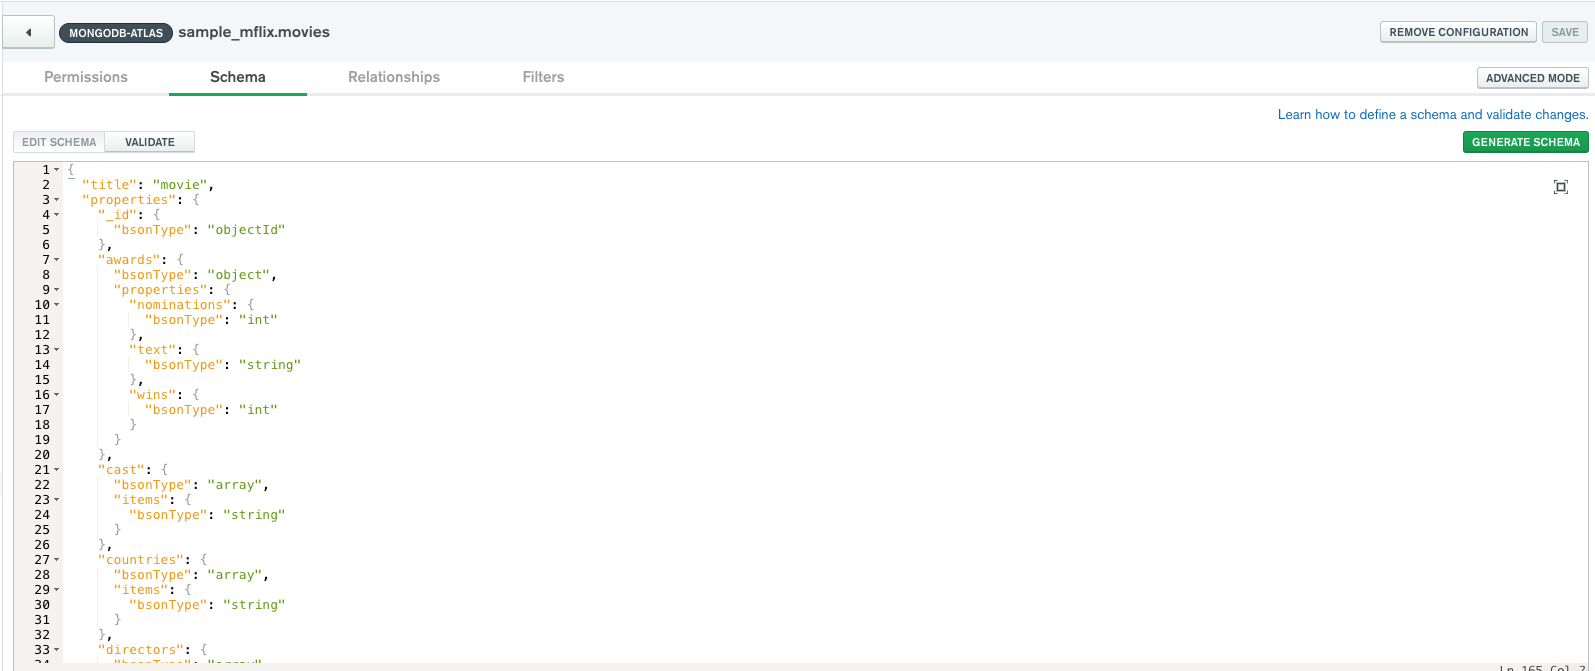 MONGODB-ATLAS sample_mflix.movies REMOVE CONFIGURATION SAVE
Permissions Schema Relationships Filters ADVANCED MODE
Learn how to define a schema and validate changes.
EDIT SCHEMA VALIDATE GENERATE SCHEMA
1 {
2 "title": "movie",
3 "properties": {
4 "_id": {
5 "bsonType": "objectId"
6 },
7 "awards": {
8 "bsonType": "object",
9 "properties": {
10 "nominations": {
11 "bsonType": "int"
12 },
13 "text": {
14 "bsonType": "string"
15 },
16 "wins": {
17 "bsonType": "int"
18 }
19 }
20 },
21 "cast": {
22 "bsonType": "array",
23 "items": {
24 "bsonType": "string"
25 }
26 },
27 "countries": {
28 "bsonType": "array",
29 "items": {
30 "bsonType": "string"
31 }
32 },
33 "directors": {
34 "bsonType": "array",
Ln 165 Col